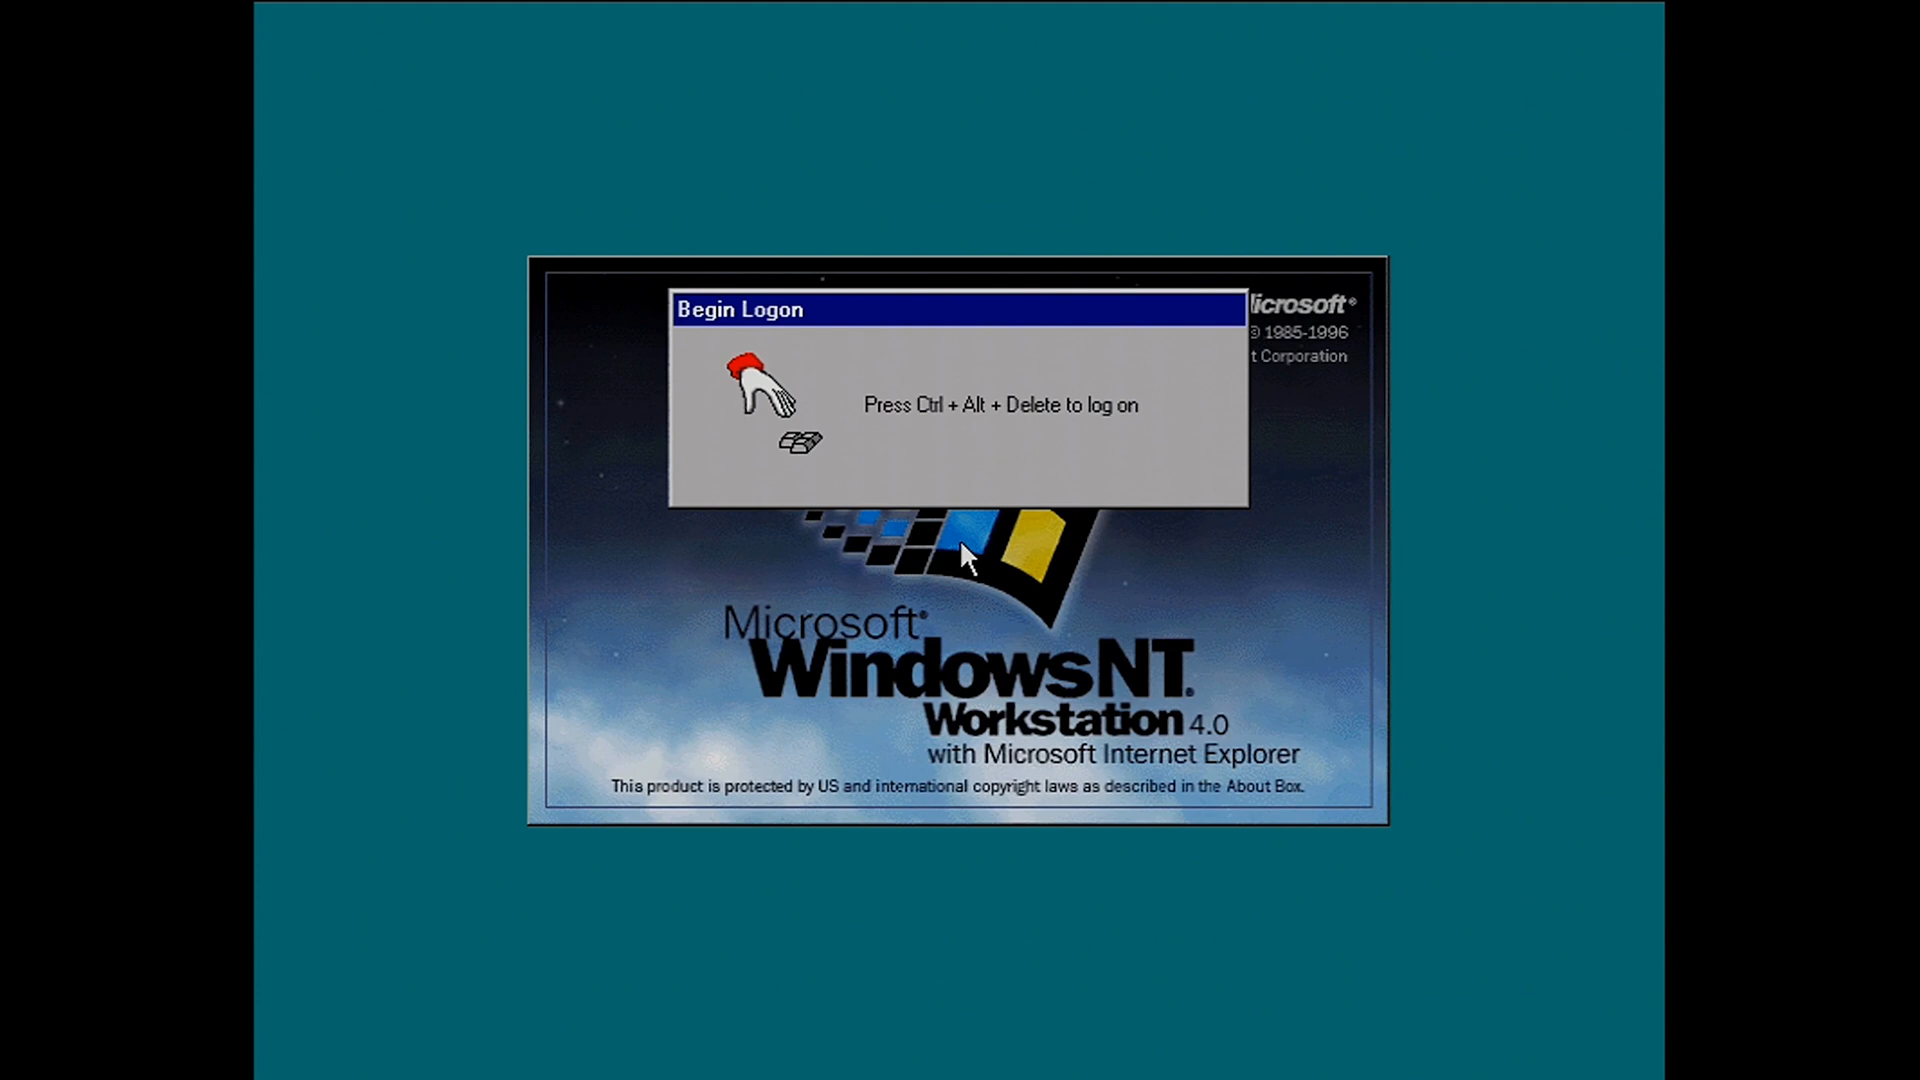 Begin Logon
icrosoft®
© 1985-1996
t Corporation
Press Ctrl + Alt + Delete to log on
Microsoft®
WindowsNT®
Workstation 4.0
with Microsoft Internet Explorer
This product is protected by US and international copyright laws as described in the About Box.